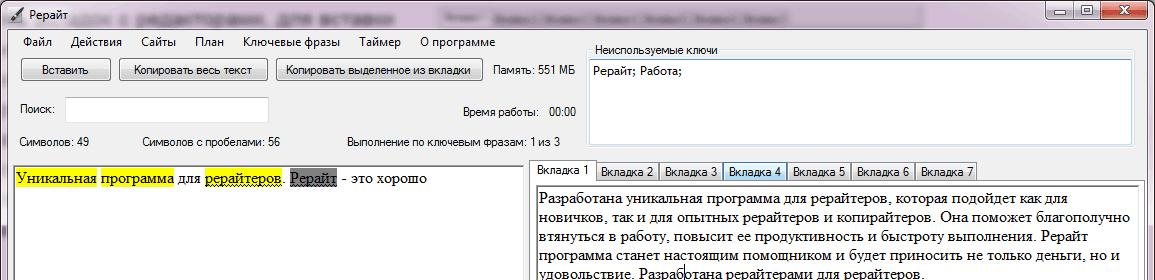 Рерайт
Файл Действия Сайты План Ключевые фразы Таймер О программе
Вставить Копировать весь текст Копировать выделенное из вкладки Память: 551 МБ
Неиспользуемые ключи
Рерайт; Работа;
Поиск:
Время работы: 00:00
Символов: 49 Символов с пробелами: 56 Выполнение по ключевым фразам: 1 из 3
Уникальная программа для рерайтеров. Рерайт - это хорошо
Вкладка 1 Вкладка 2 Вкладка 3 Вкладка 4 Вкладка 5 Вкладка 6 Вкладка 7
Разработана уникальная программа для рерайтеров, которая подойдет как для
новичков, так и для опытных рерайтеров и копирайтеров. Она поможет благополучно
втянуться в работу, повысит ее продуктивность и быстроту выполнения. Рерайт
программа станет настоящим помощником и будет приносить не только деньги, но и
удовольствие. Разработана рерайтерами для рерайтеров.